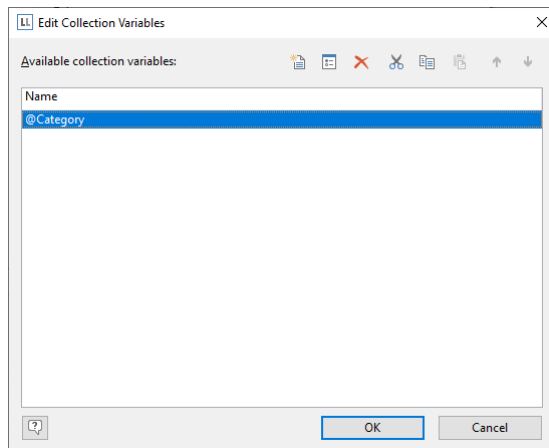 LL Edit Collection Variables
Available collection variables:
Name
@Category
OK
Cancel